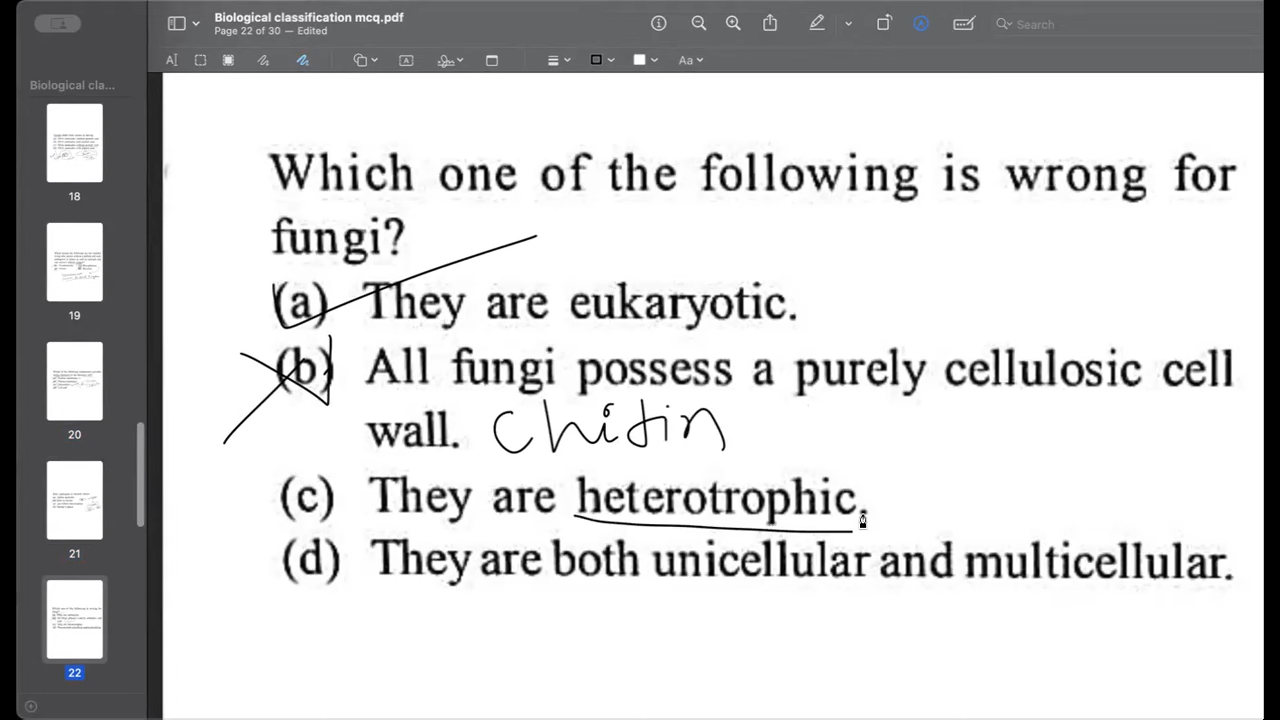 Biological classification mcq.pdf
Page 22 of 30 — Edited
Search
Aa
Biological cla...
18
19
20
21
22
Which one of the following is wrong for
fungi?
(a) They are eukaryotic.
(b) All fungi possess a purely cellulosic cell
wall. Chitin
(c) They are heterotrophic.
(d) They are both unicellular and multicellular.